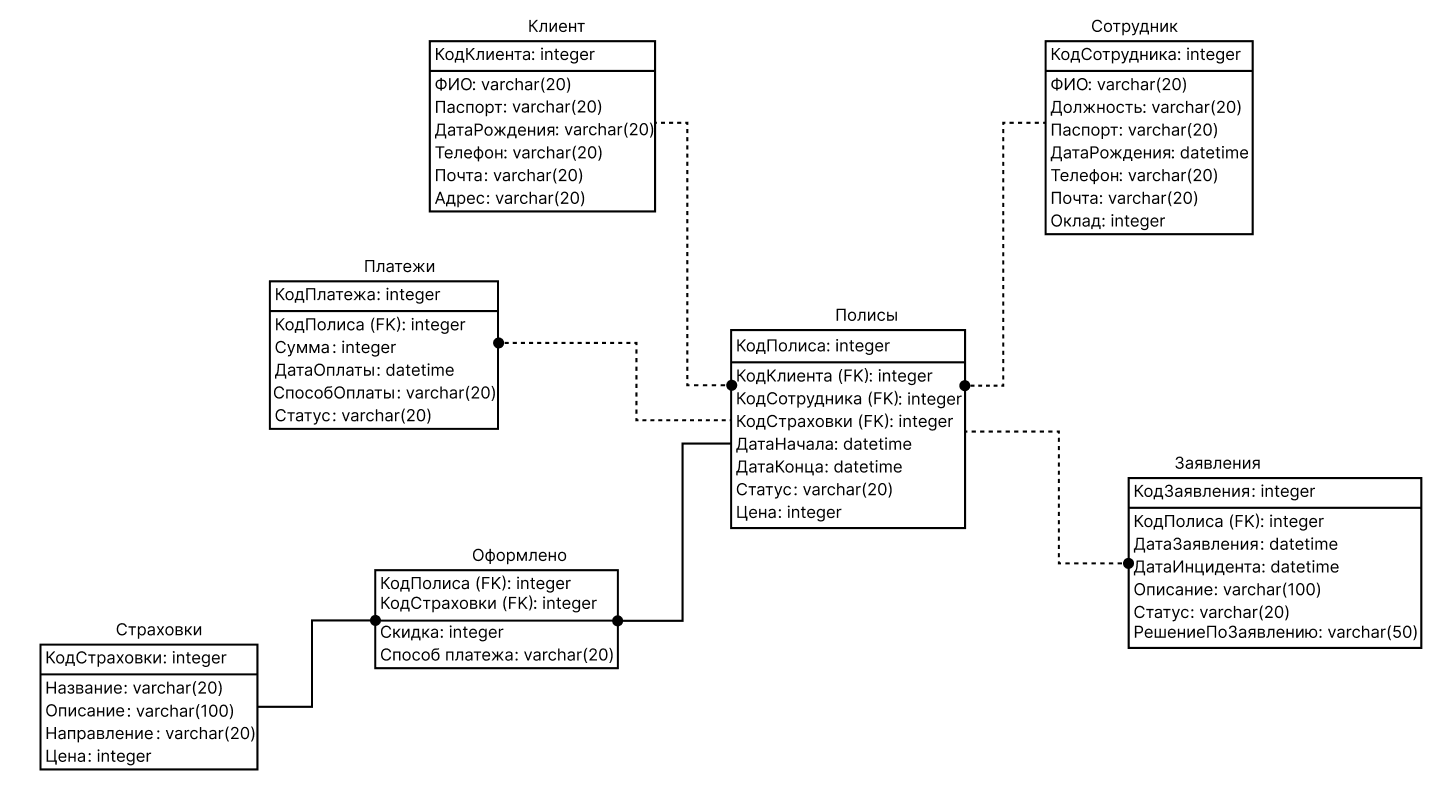 Клиент
КодКлиента: integer
ФИО: varchar(20)
Паспорт: varchar(20)
ДатаРождения: varchar(20)
Телефон: varchar(20)
Почта: varchar(20)
Адрес: varchar(20)
Сотрудник
КодСотрудника: integer
ФИО: varchar(20)
Должность: varchar(20)
Паспорт: varchar(20)
ДатаРождения: datetime
Телефон: varchar(20)
Почта: varchar(20)
Оклад: integer
Платежи
КодПлатежа: integer
КодПолиса (FK): integer
Сумма: integer
ДатаОплаты: datetime
СпособОплаты: varchar(20)
Статус: varchar(20)
Полисы
КодПолиса: integer
КодКлиента (FK): integer
КодСотрудника (FK): integer
КодСтраховки (FK): integer
ДатаНачала: datetime
ДатаКонца: datetime
Статус: varchar(20)
Цена: integer
Заявления
КодЗаявления: integer
КодПолиса (FK): integer
ДатаЗаявления: datetime
ДатаИнцидента: datetime
Описание: varchar(100)
Статус: varchar(20)
РешениеПоЗаявлению: varchar(50)
Оформлено
КодПолиса (FK): integer
КодСтраховки (FK): integer
Скидка: integer
Способ платежа: varchar(20)
Страховки
КодСтраховки: integer
Название: varchar(20)
Описание: varchar(100)
Направление: varchar(20)
Цена: integer